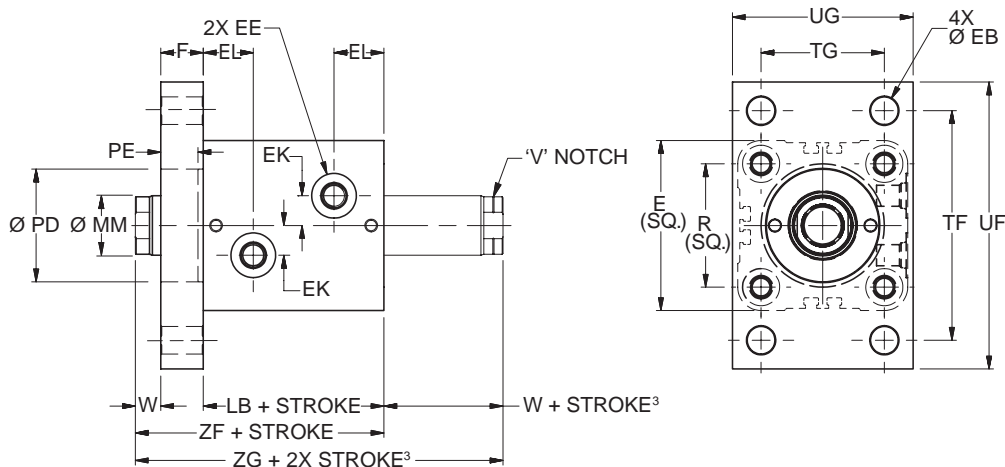 2X EE
UG
4X
Ø EB
F
EL
EL
TG
PE
EK
'V' NOTCH
Ø PD
Ø MM
E
(SQ.)
R
(SQ.)
TF
UF
EK
W
LB + STROKE
W + STROKE³
ZF + STROKE
ZG + 2X STROKE³